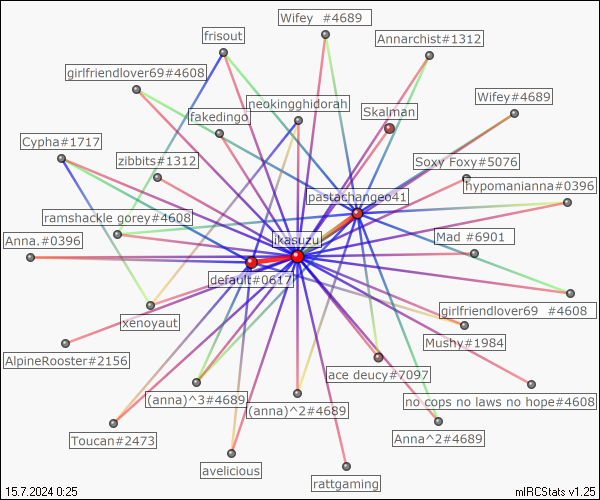 Wifey #4689
frisout
Annarchist#1312
girlfriendlover69#4608
neokingghidorah
Wifey#4689
fakedingo
Skalman
Cypha#1717
zibbits#1312
Soxy Foxy#5076
hypomanianna#0396
pastachangeo41
ramshackle gorey#4608
Anna.#0396
ikasuzu
Mad #6901
default#0617
girlfriendlover69 #4608
xenoyaut
Mushy#1984
AlpineRooster#2156
ace deucy#7097
(anna)^3#4689
(anna)^2#4689
no cops no laws no hope#4608
Toucan#2473
Anna^2#4689
avelicious
rattgaming
15.7.2024 0:25
mIRCStats v1.25